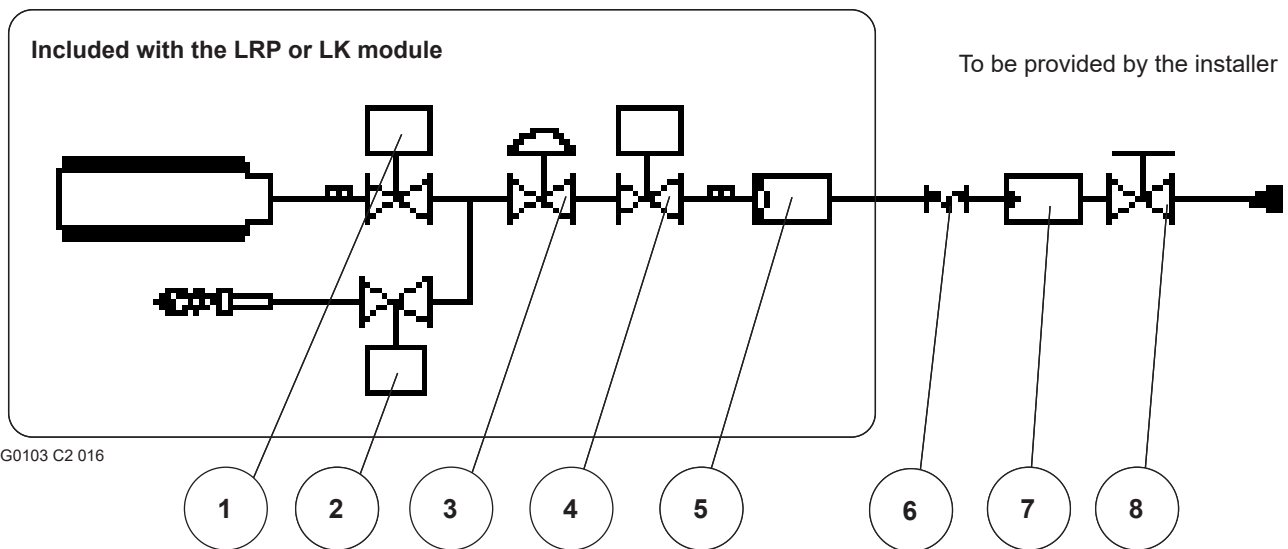 Included with the LRP or LK module
To be provided by the installer
G0103 C2 016
1 2 3 4 5 6 7 8